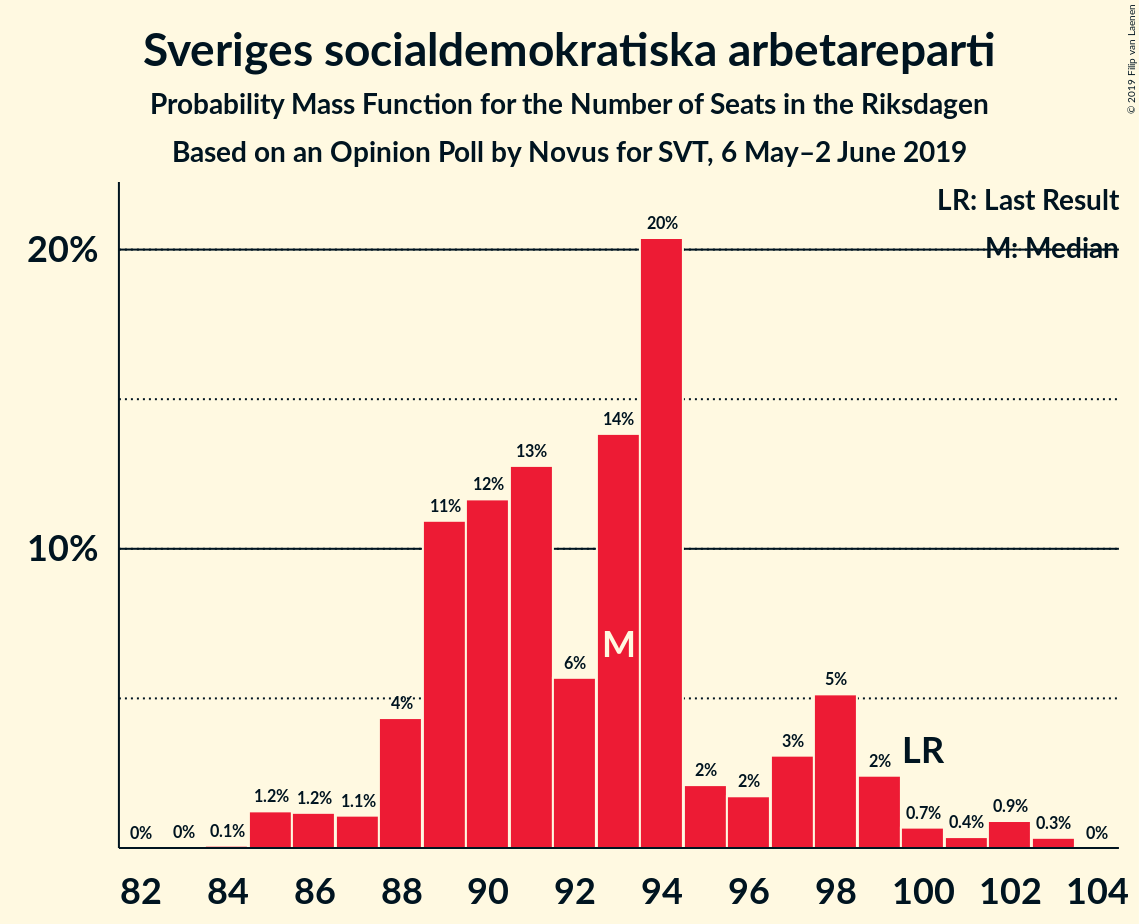 Sveriges socialdemokratiska arbetareparti
Probability Mass Function for the Number of Seats in the Riksdagen
Based on an Opinion Poll by Novus for SVT, 6 May–2 June 2019
© 2019 Filip van Laenen
LR: Last Result
M: Median
20%
10%
0%
0%
0.1%
1.2%
1.2%
1.1%
4%
11%
12%
13%
6%
14%
20%
2%
2%
3%
5%
2%
0.7%
0.4%
0.9%
0.3%
0%
M
LR
82 84 86 88 90 92 94 96 98 100 102 104